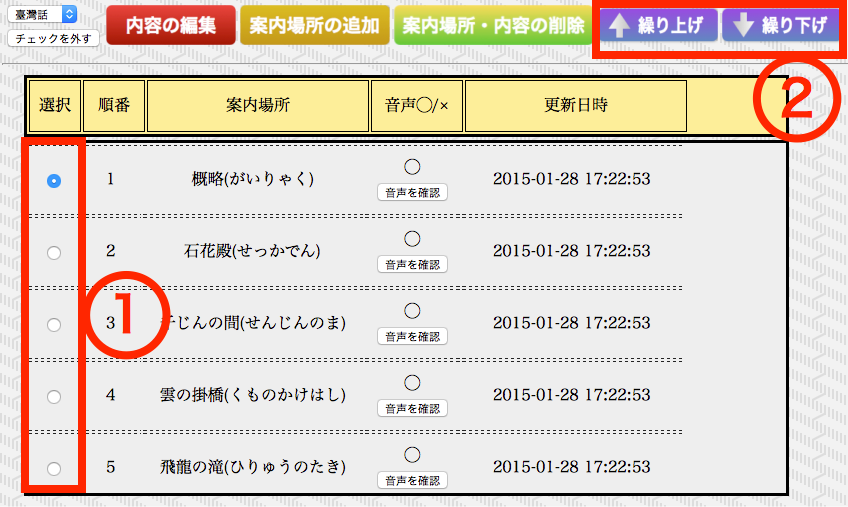 臺灣話
チェックを外す
内容の編集
案内場所の追加
案内場所・内容の削除
繰り上げ
繰り下げ
②
選択 順番 案内場所 音声〇/× 更新日時
1 概略(がいりゃく) 〇 2015-01-28 17:22:53
音声を確認
2 石花殿(せっかでん) 〇 2015-01-28 17:22:53
音声を確認
①
3 じんの間(せんじんのま) 〇 2015-01-28 17:22:53
音声を確認
4 雲の掛橋(くものかけはし) 〇 2015-01-28 17:22:53
音声を確認
5 飛龍の滝(ひりゅうのたき) 〇 2015-01-28 17:22:53
音声を確認